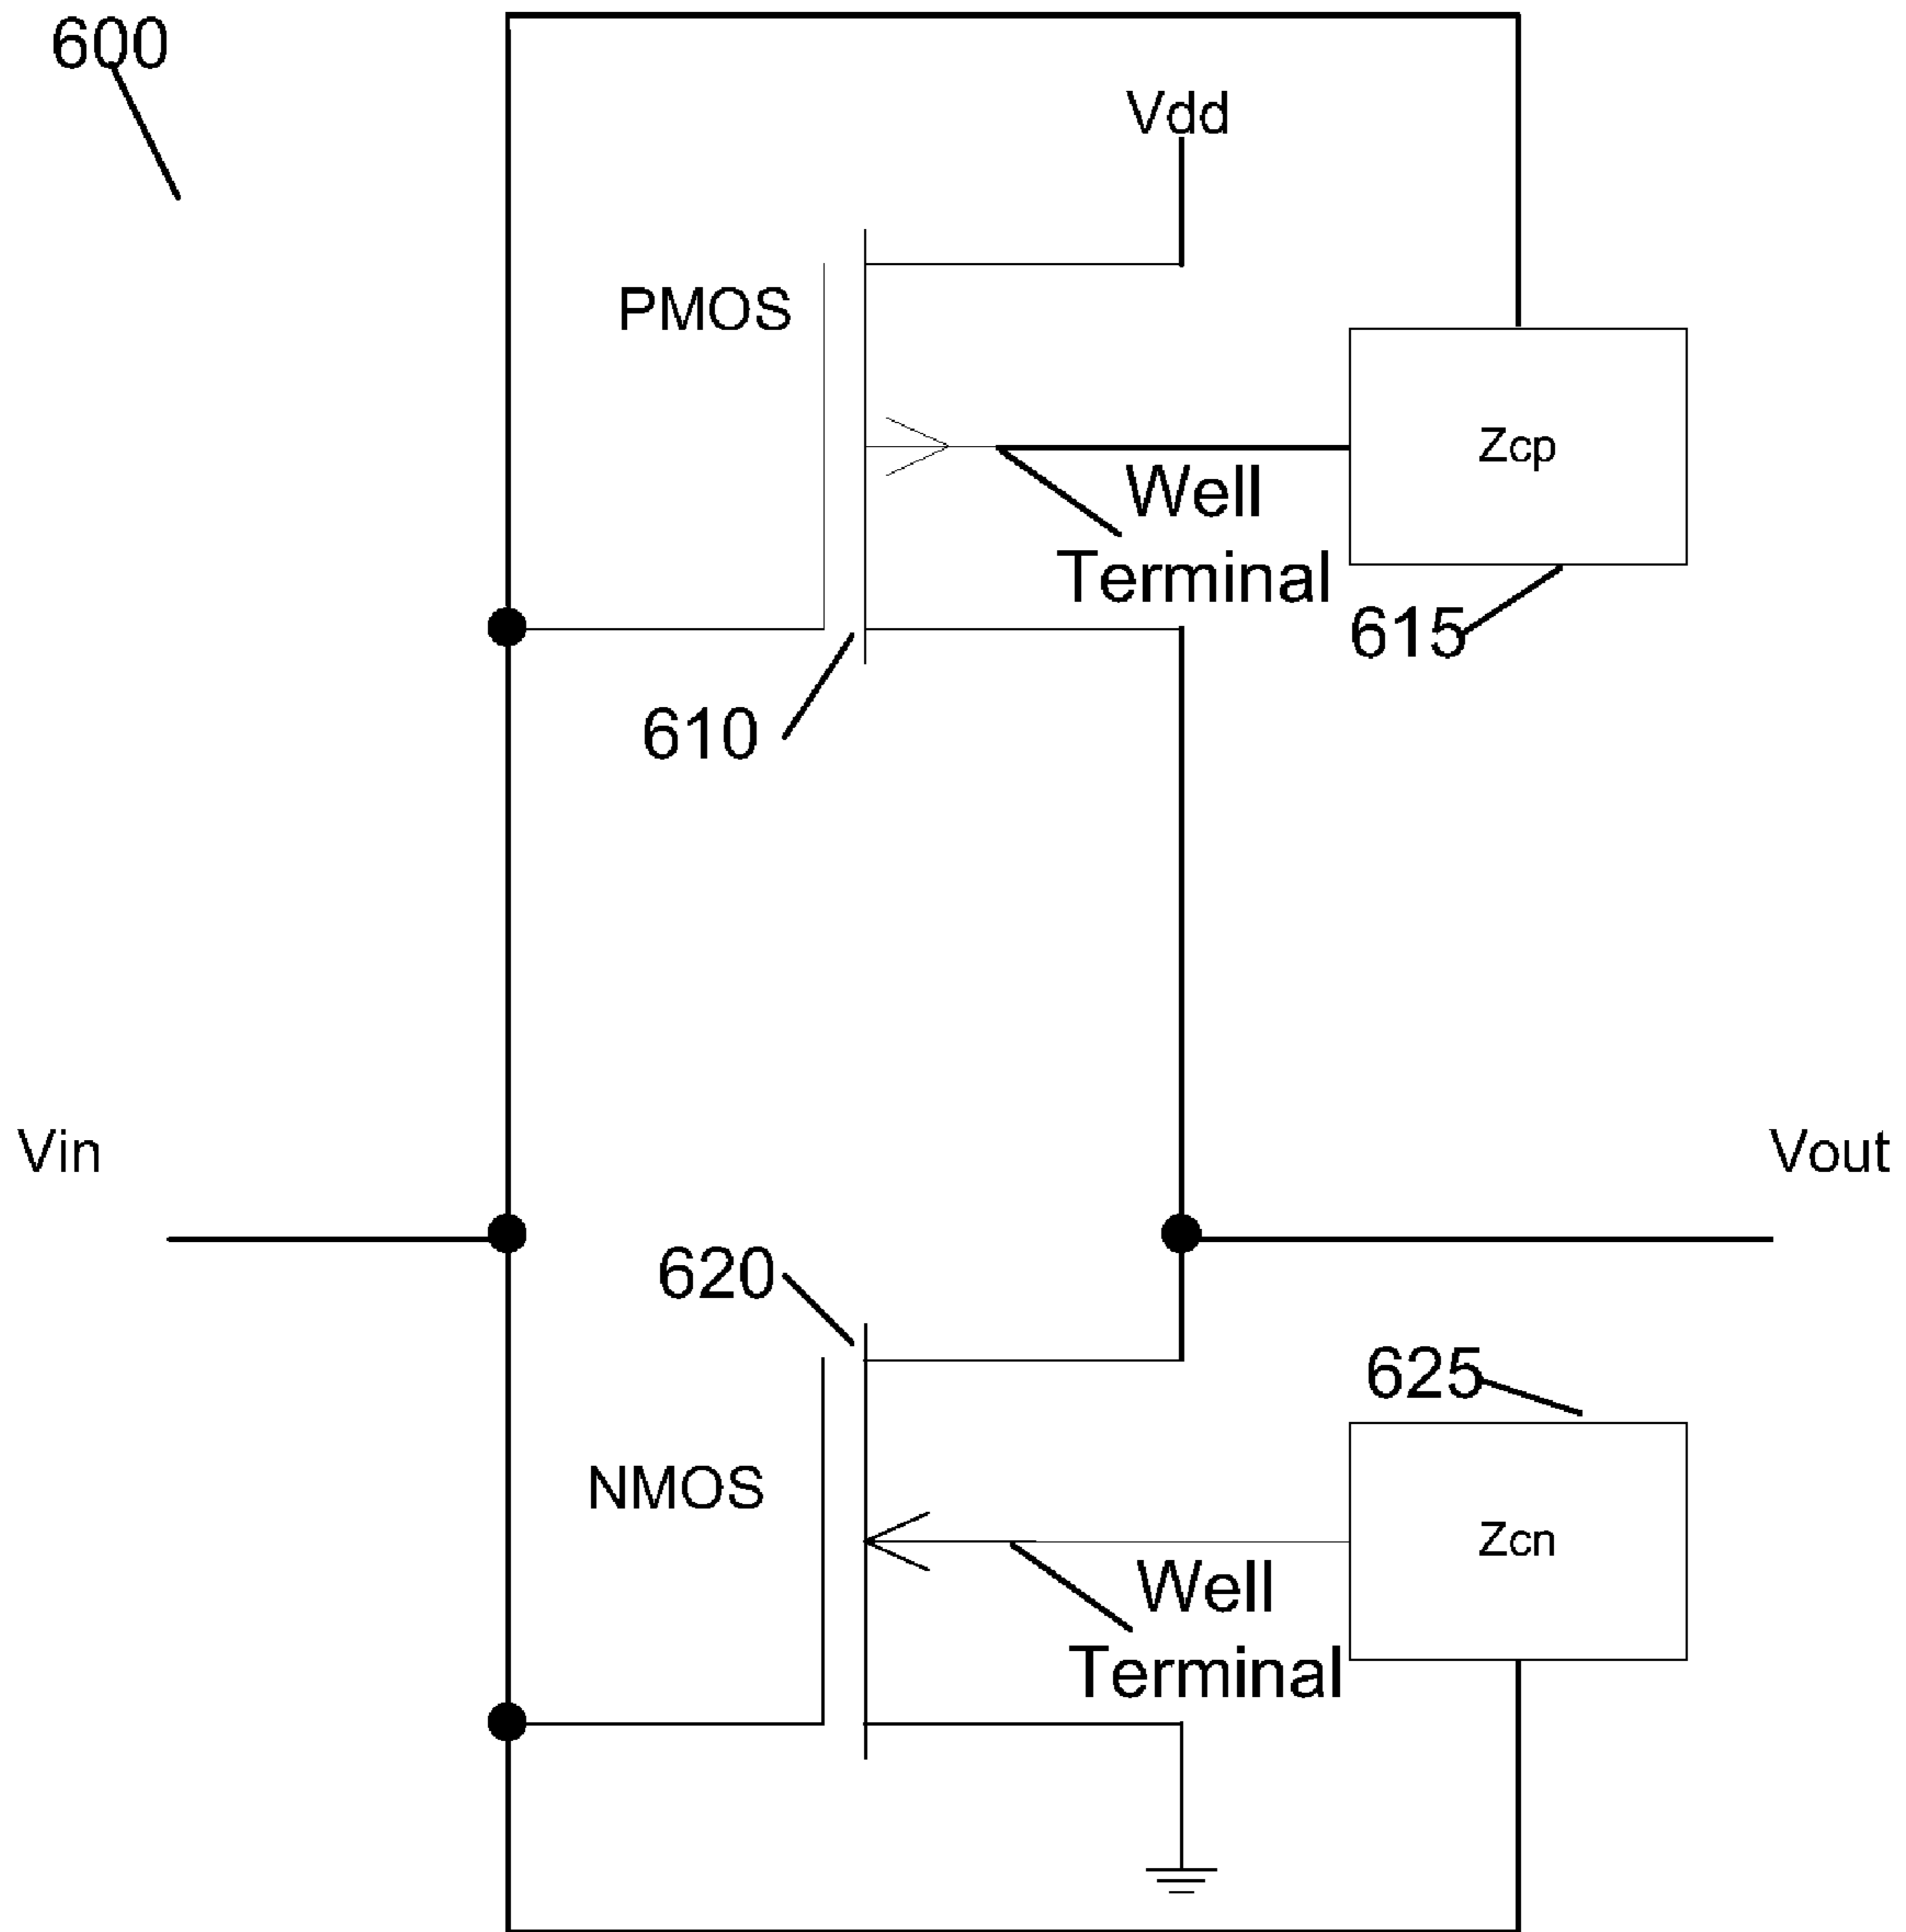 600
Vdd
PMOS
Zcp
Well
Terminal
615
610
Vin
Vout
620
625
NMOS
Zcn
Well
Terminal